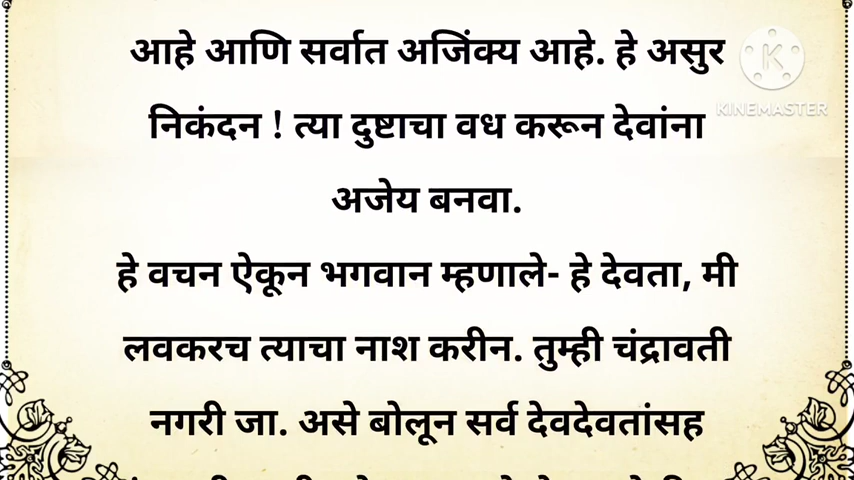 आहे आणि सर्वात अजिंक्य आहे. हे असुर
निकंदन ! त्या दुष्टाचा वध करून देवांना
अजेय बनवा.
हे वचन ऐकून भगवान म्हणाले- हे देवता, मी
लवकरच त्याचा नाश करीन. तुम्ही चंद्रावती
नगरी जा. असे बोलून सर्व देवदेवतांसह
K
KINEMASTER